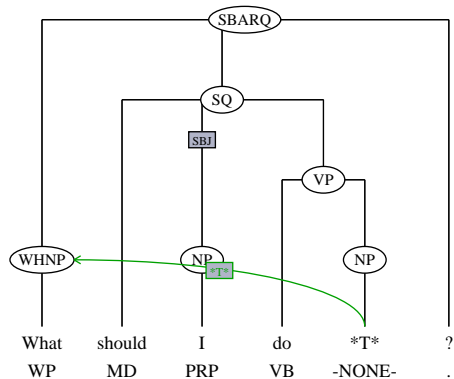 SBARQ
SQ
SBJ
VP
WHNP NP NP
*T*
What should I do *T* ?
WP MD PRP VB -NONE- .